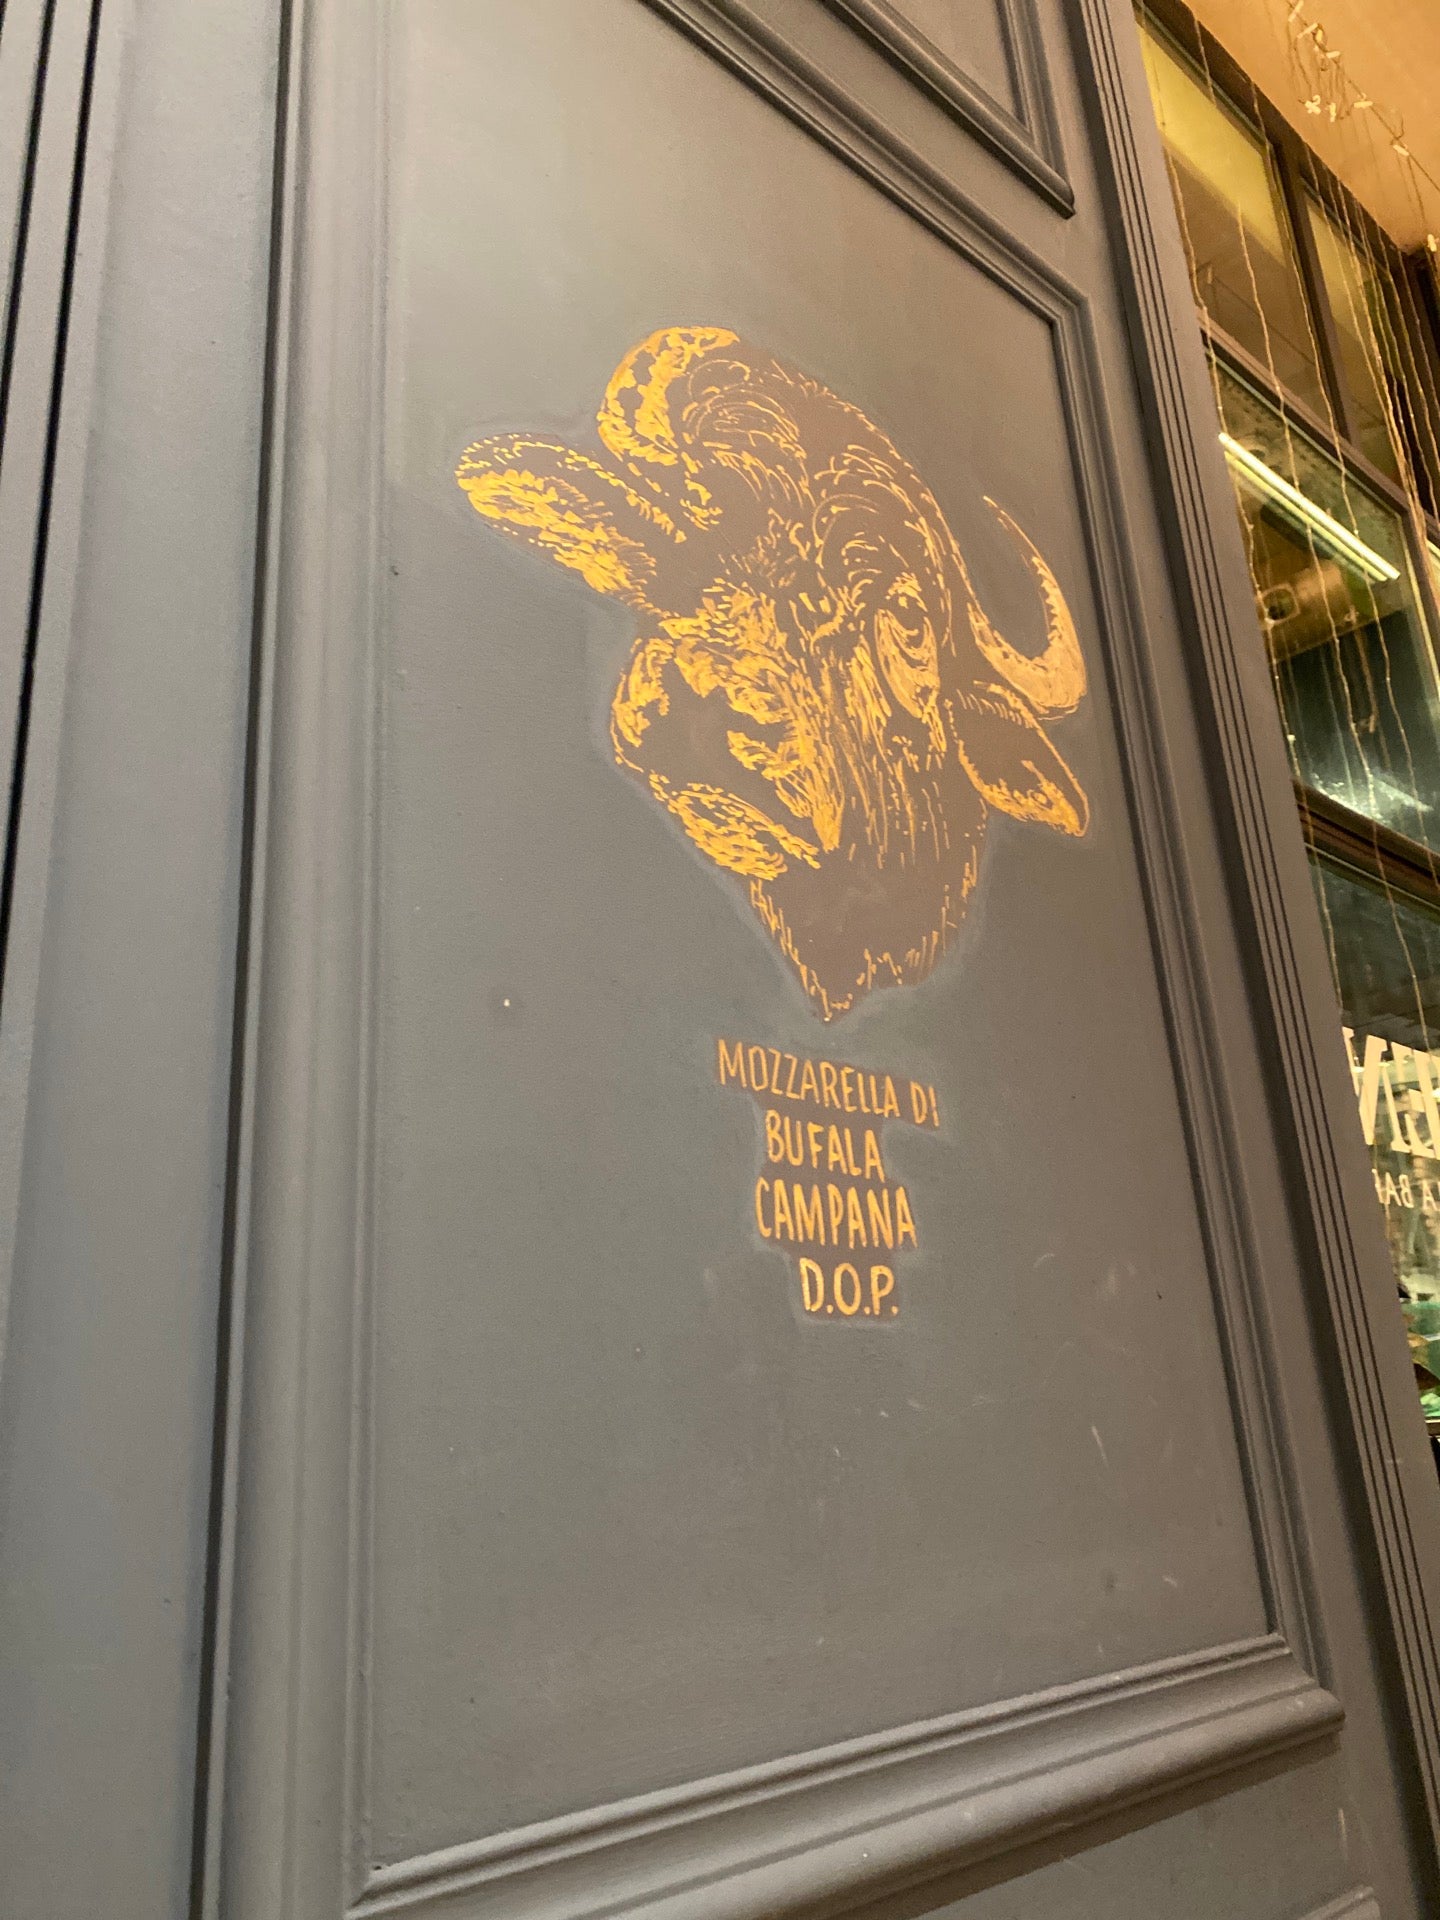 MOZZARELLA DI
BUFALA
CAMPANA
D.O.P.